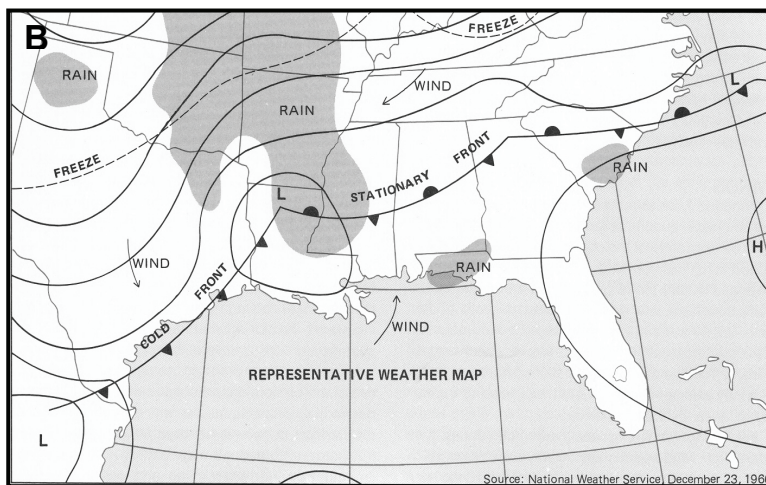 B
FREEZE
RAIN
WIND
L
RAIN
FREEZE
STATIONARY FRONT
RAIN
L
H
WIND
RAIN
COLD FRONT
WIND
REPRESENTATIVE WEATHER MAP
L
Source: National Weather Service, December 23, 196